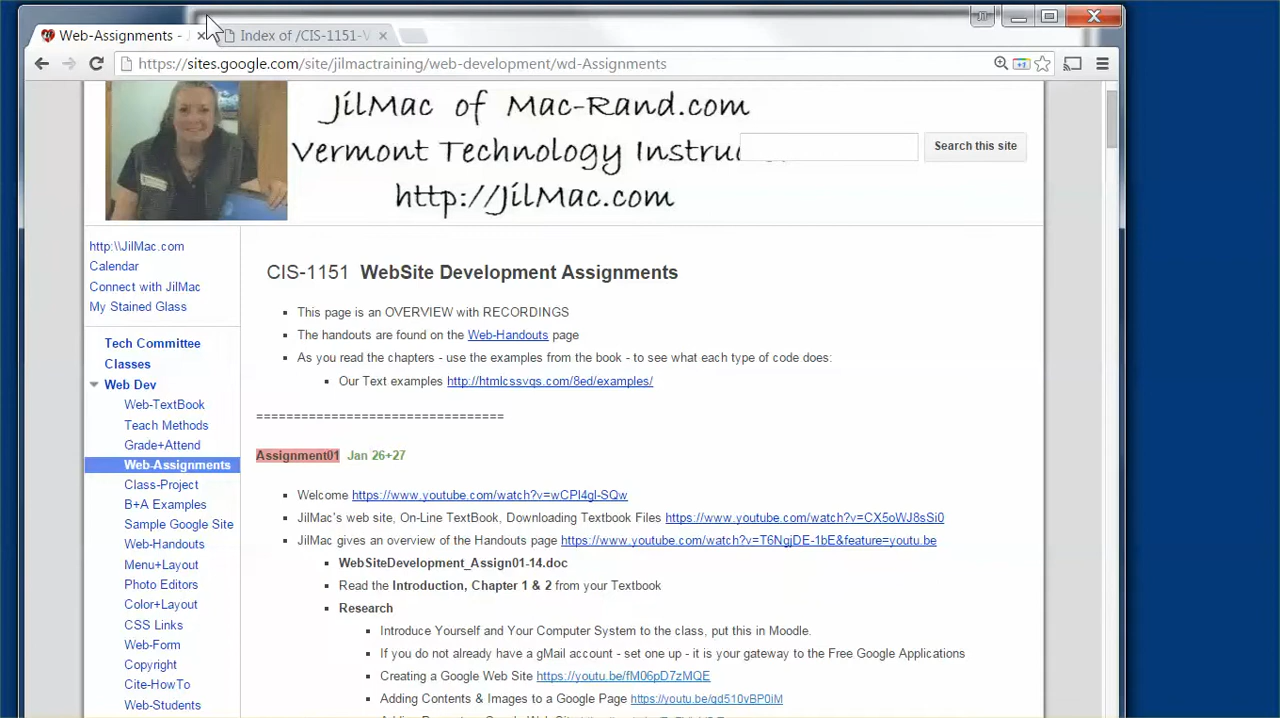 Web-Assignments - J
Index of /CIS-1151-V
https://sites.google.com/site/jilmactraining/web-development/wd-Assignments
JilMac of Mac-Rand.com
Vermont Technology Instruc
http://JilMac.com
Search this site
http:\\JilMac.com
Calendar
Connect with JilMac
My Stained Glass
Tech Committee
Classes
Web Dev
Web-TextBook
Teach Methods
Grade+Attend
Web-Assignments
Class-Project
B+A Examples
Sample Google Site
Web-Handouts
Menu+Layout
Photo Editors
Color+Layout
CSS Links
Web-Form
Copyright
Cite-HowTo
Web-Students
CIS-1151 WebSite Development Assignments
▪ This page is an OVERVIEW with RECORDINGS
▪ The handouts are found on the Web-Handouts page
▪ As you read the chapters - use the examples from the book - to see what each type of code does:
▪ Our Text examples http://htmlcssvqs.com/8ed/examples/
================================
Assignment01 Jan 26+27
▪ Welcome https://www.youtube.com/watch?v=wCPI4gI-SQw
▪ JilMac's web site, On-Line TextBook, Downloading Textbook Files https://www.youtube.com/watch?v=CX5oWJ8sSi0
▪ JilMac gives an overview of the Handouts page https://www.youtube.com/watch?v=T6NgjDE-1bE&feature=youtu.be
▪ WebSiteDevelopment_Assign01-14.doc
▪ Read the Introduction, Chapter 1 & 2 from your Textbook
▪ Research
▪ Introduce Yourself and Your Computer System to the class, put this in Moodle.
▪ If you do not already have a gMail account - set one up - it is your gateway to the Free Google Applications
▪ Creating a Google Web Site https://youtu.be/fM06pD7zMQE
▪ Adding Contents & Images to a Google Page https://youtu.be/gd510vBP0iM